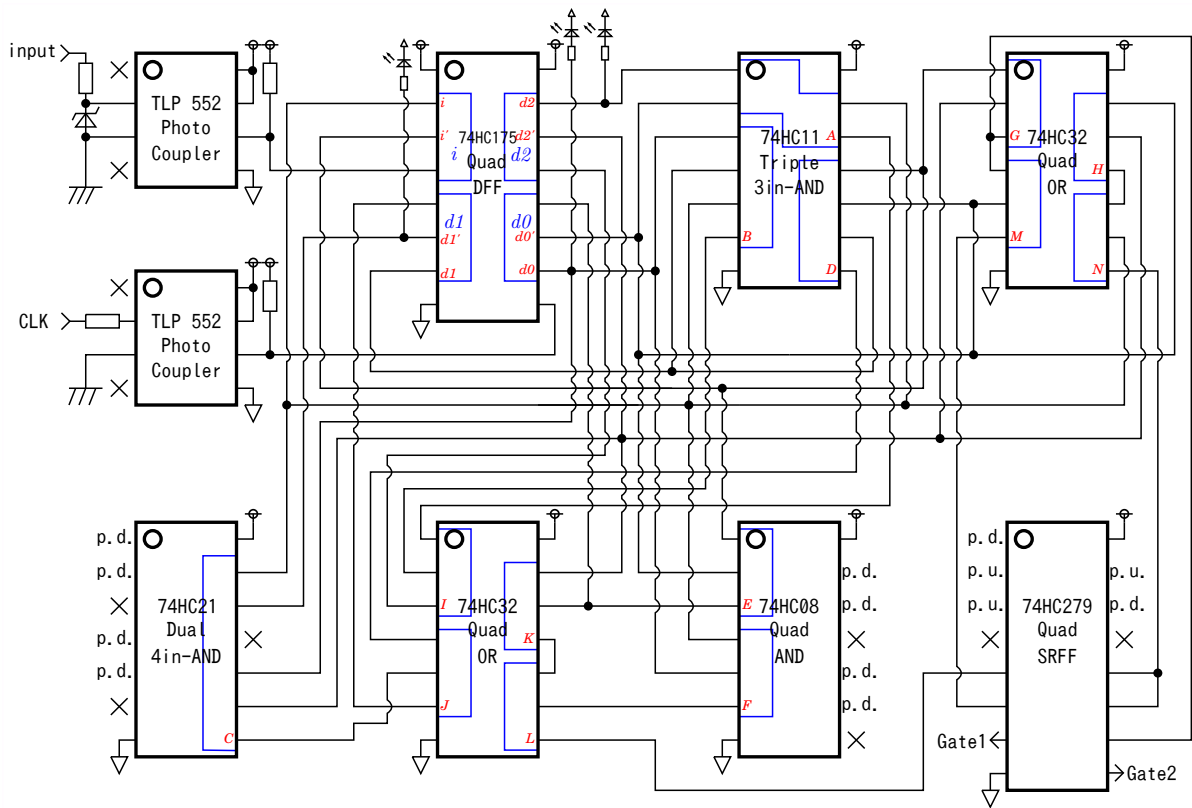 input
TLP 552
Photo
Coupler
CLK
TLP 552
Photo
Coupler
i
i'
74HC175
Quad
DFF
i
d2
d2'
d2
d1
d1'
d1
d0
d0'
d0
74HC11
Triple
3in-AND
A
B
D
74HC32
Quad
OR
G
H
M
N
p.d.
p.d.
p.d.
p.d.
74HC21
Dual
4in-AND
C
74HC32
Quad
OR
I
J
K
L
74HC08
Quad
AND
E
F
p.d.
p.d.
p.d.
p.d.
p.d.
p.u.
p.u.
p.u.
p.d.
74HC279
Quad
SRFF
Gate1
Gate2